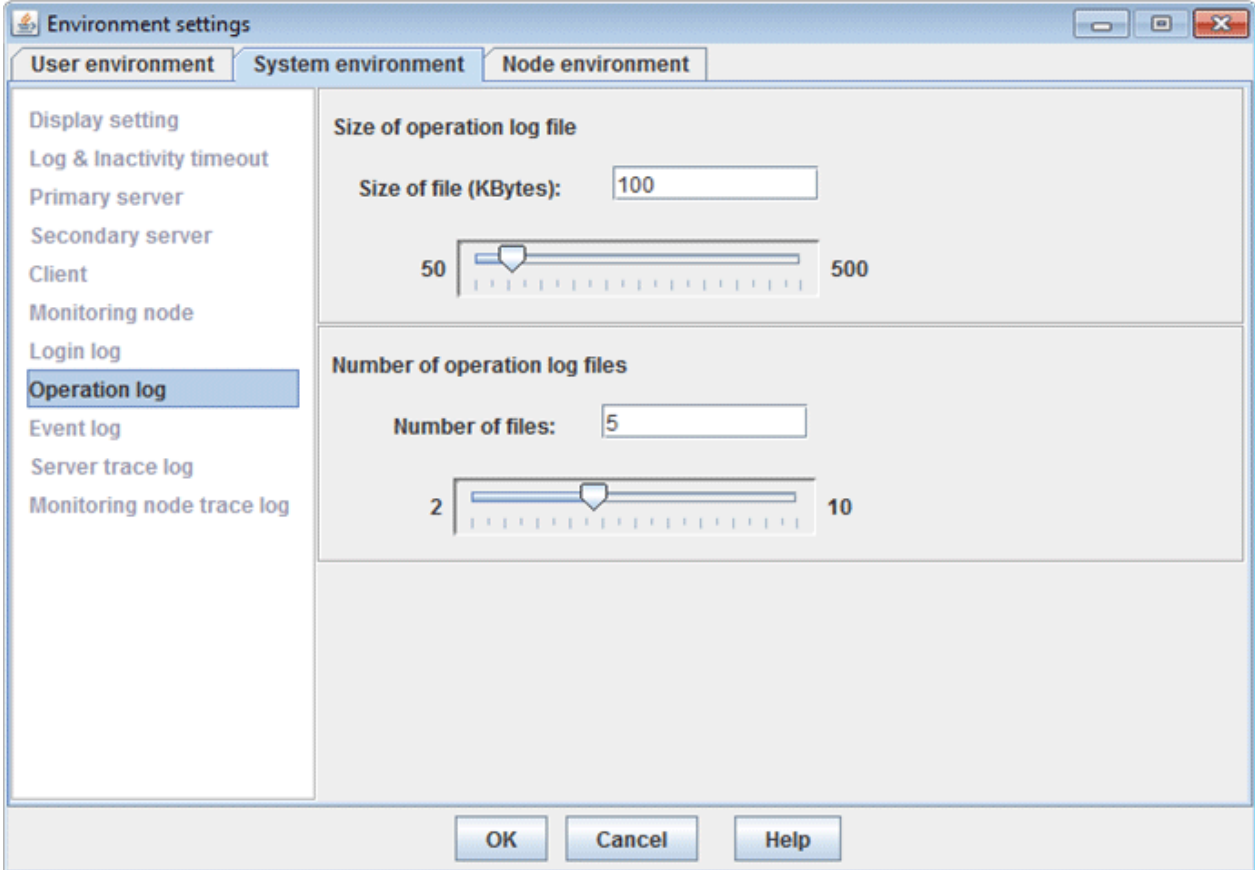 Environment settings
User environment System environment Node environment
Display setting
Log & Inactivity timeout
Primary server
Secondary server
Client
Monitoring node
Login log
Operation log
Event log
Server trace log
Monitoring node trace log
Size of operation log file
Size of file (KBytes): 100
50 500
Number of operation log files
Number of files: 5
2 10
OK Cancel Help